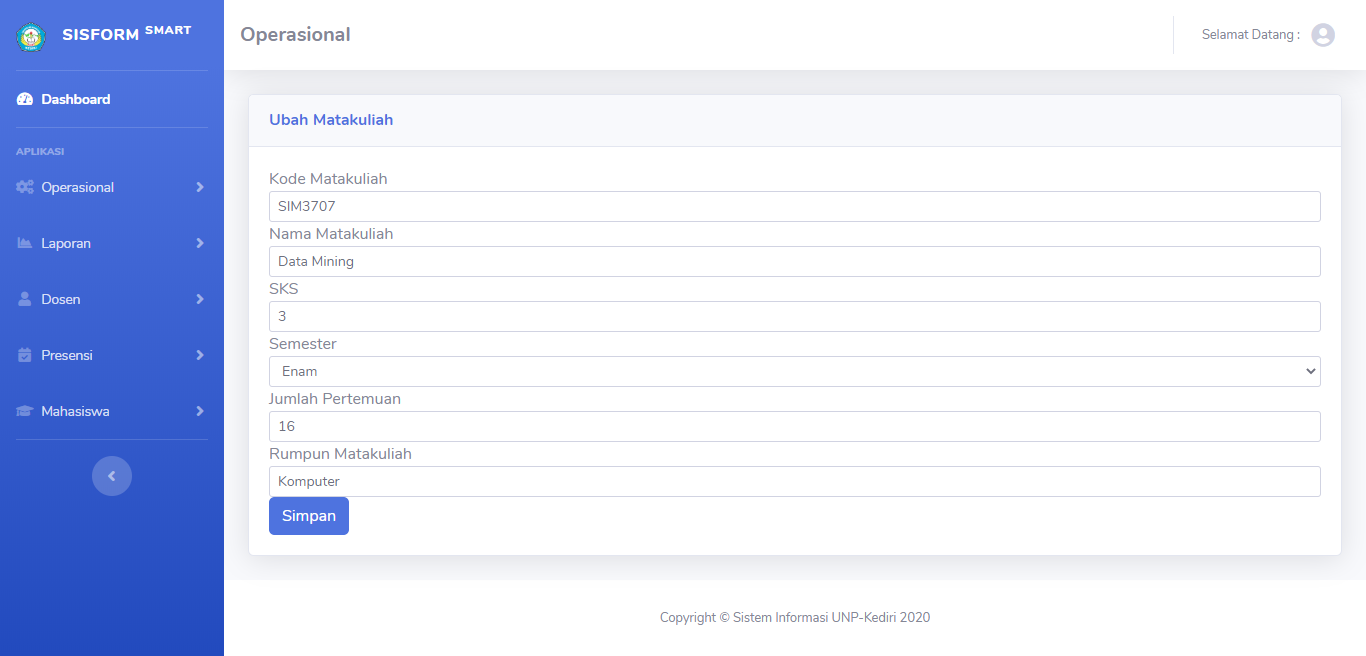 SISFORM SMART
Operasional
Selamat Datang :
Dashboard
APLIKASI
Operasional
Laporan
Dosen
Presensi
Mahasiswa
Ubah Matakuliah
Kode Matakuliah
SIM3707
Nama Matakuliah
Data Mining
SKS
3
Semester
Enam
Jumlah Pertemuan
16
Rumpun Matakuliah
Komputer
Simpan
Copyright © Sistem Informasi UNP-Kediri 2020